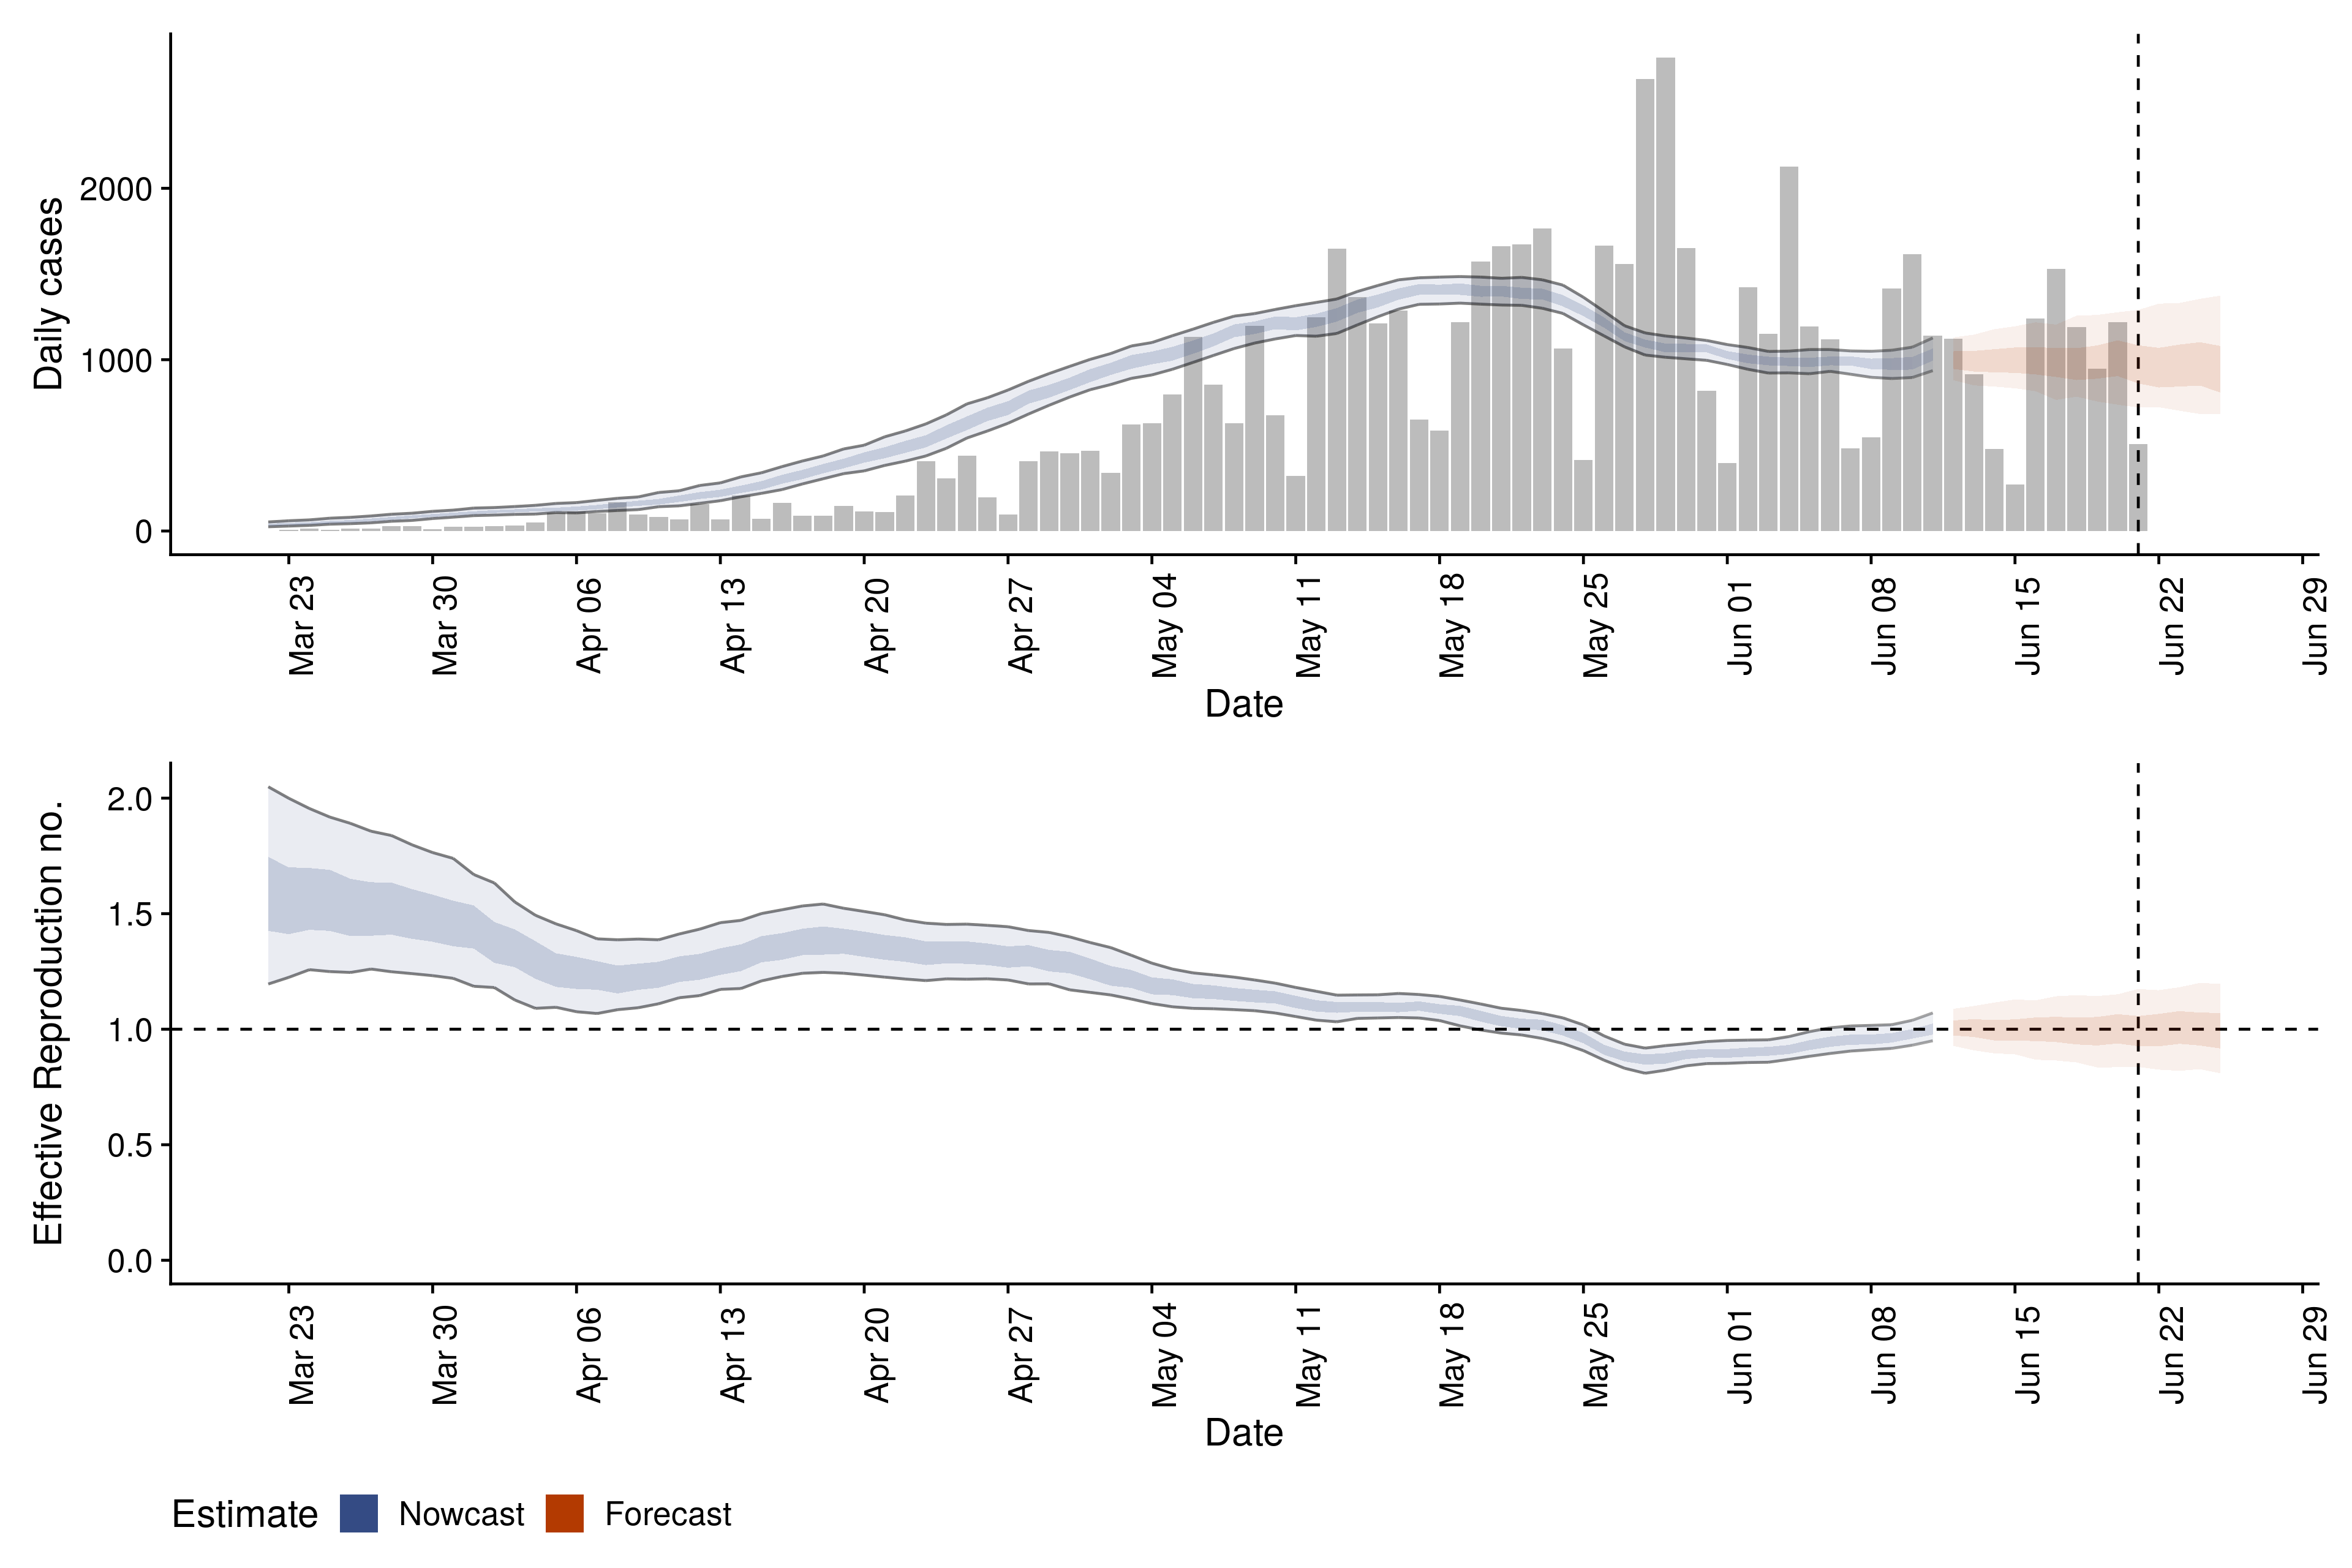 Daily cases
2000
1000
0
Mar 23
Mar 30
Apr 06
Apr 13
Apr 20
Apr 27
May 04
May 11
May 18
May 25
Jun 01
Jun 08
Jun 15
Jun 22
Jun 29
Date
Effective Reproduction no.
2.0
1.5
1.0
0.5
0.0
Mar 23
Mar 30
Apr 06
Apr 13
Apr 20
Apr 27
May 04
May 11
May 18
May 25
Jun 01
Jun 08
Jun 15
Jun 22
Jun 29
Date
Estimate Nowcast Forecast